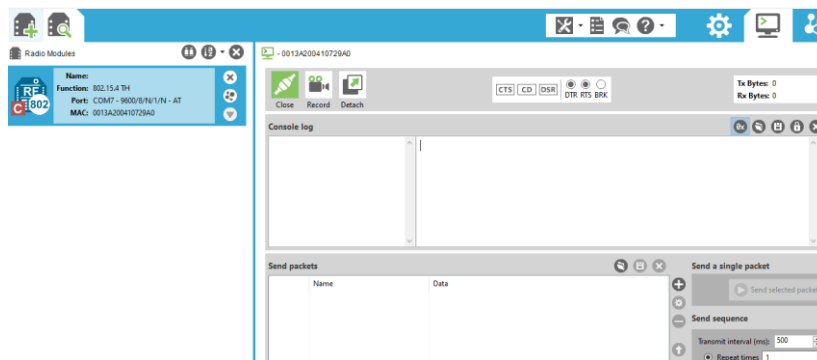 Radio Modules
- 0013A200410729A0
Name:
Function: 802.15.4 TH
Port: COM7 - 9600/8/N/1/N - AT
MAC: 0013A200410729A0
RF
C 802
Close Record Detach
CTS CD DSR
DTR RTS BRK
Tx Bytes: 0
Rx Bytes: 0
Console log
Send packets
Name Data
Send a single packet
Send selected packet
Send sequence
Transmit interval (ms): 500
Repeat times 1